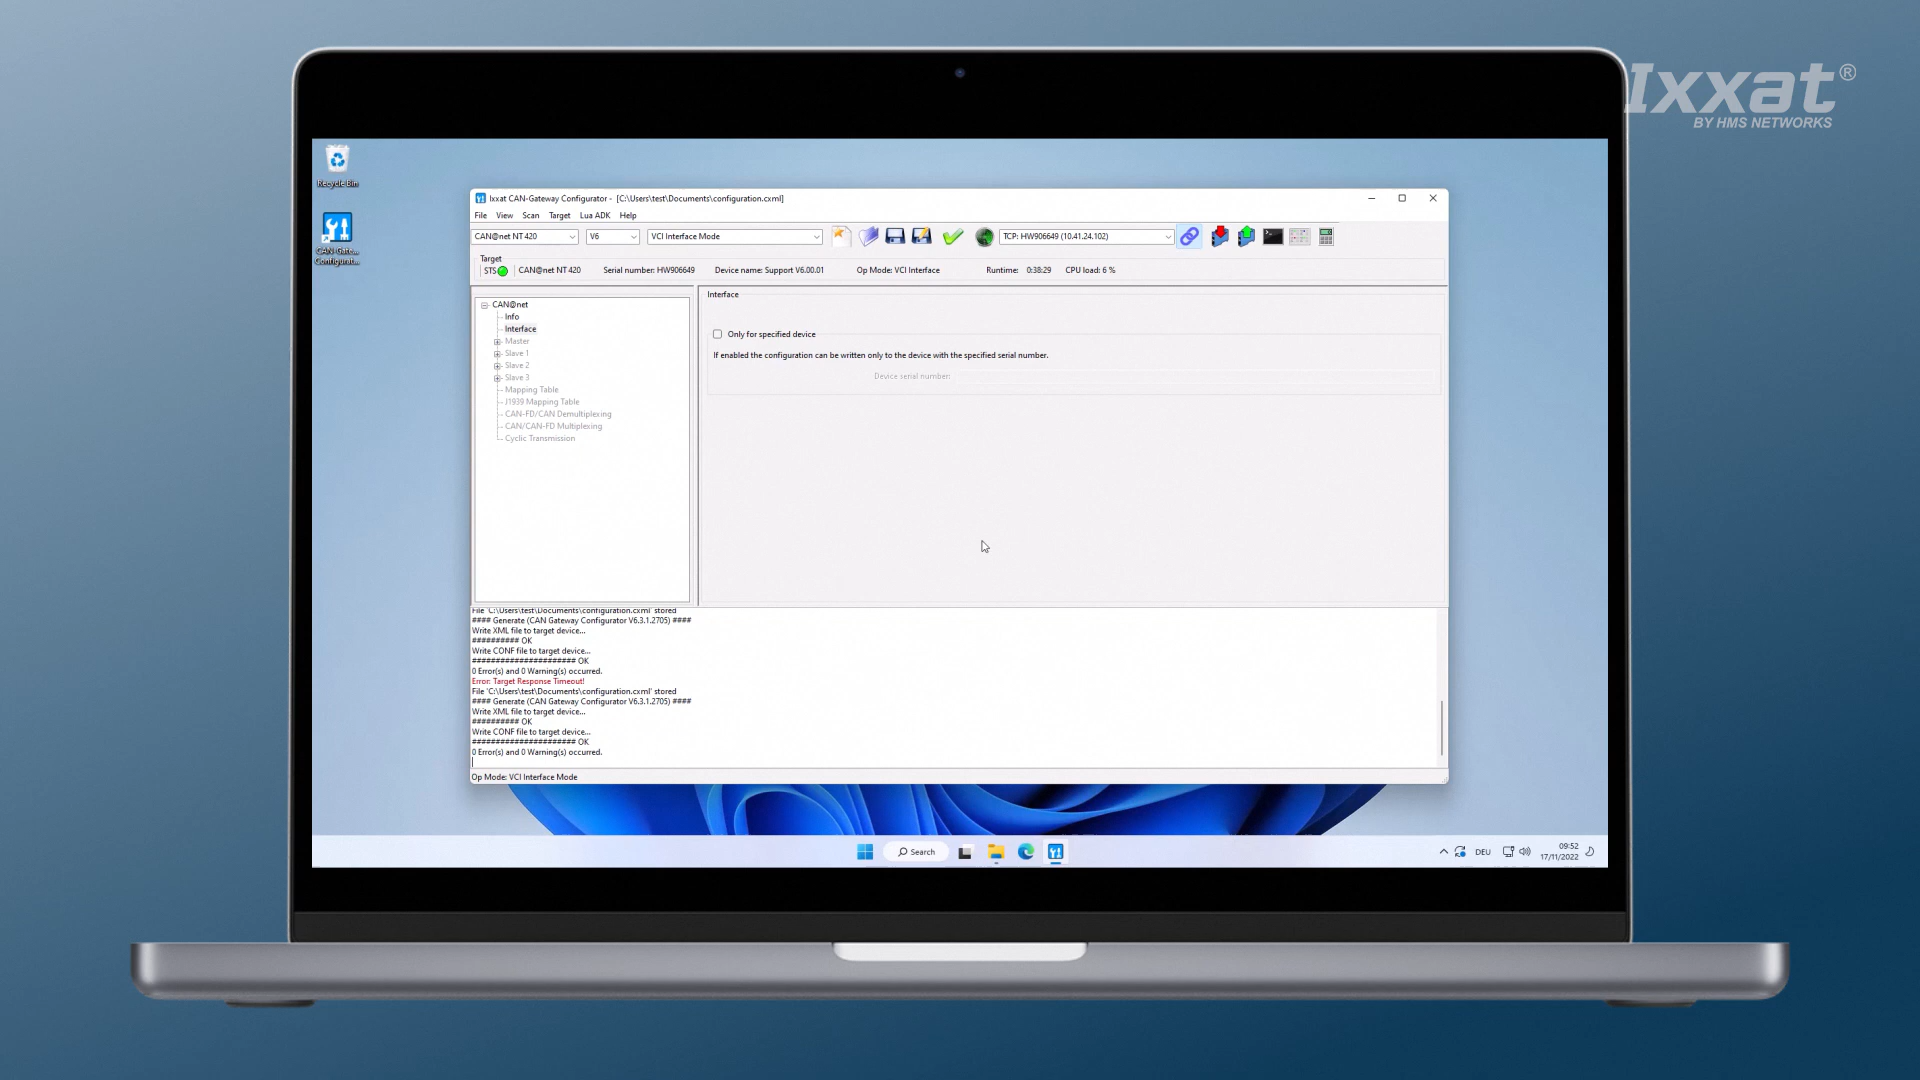 Ixxat®
BY HMS NETWORKS
Recycle Bin
CAN-Gate...
Configurat...
Ixxat CAN-Gateway Configurator - [C:\Users\test\Documents\configuration.cxml]
File View Scan Target Lua ADK Help
CAN@net NT 420 V6 VCI Interface Mode TCP: HW906649 (10.41.24.102)
Target
STS CAN@net NT 420 Serial number: HW906649 Device name: Support V6.00.01 Op Mode: VCI Interface Runtime: 0:38:29 CPU load: 6 %
CAN@net
Info
Interface
Master
Slave 1
Slave 2
Slave 3
Mapping Table
J1939 Mapping Table
CAN-FD/CAN Demultiplexing
CAN/CAN-FD Multiplexing
Cyclic Transmission
Interface
Only for specified device
If enabled the configuration can be written only to the device with the specified serial number.
Device serial number:
File 'C:\Users\test\Documents\configuration.cxml' stored
#### Generate (CAN Gateway Configurator V6.3.1.2705) ####
Write XML file to target device...
########## OK
Write CONF file to target device...
###################### OK
0 Error(s) and 0 Warning(s) occurred.
Error: Target Response Timeout!
File 'C:\Users\test\Documents\configuration.cxml' stored
#### Generate (CAN Gateway Configurator V6.3.1.2705) ####
Write XML file to target device...
########## OK
Write CONF file to target device...
###################### OK
0 Error(s) and 0 Warning(s) occurred.
Op Mode: VCI Interface Mode
Search
DEU
09:52
17/11/2022